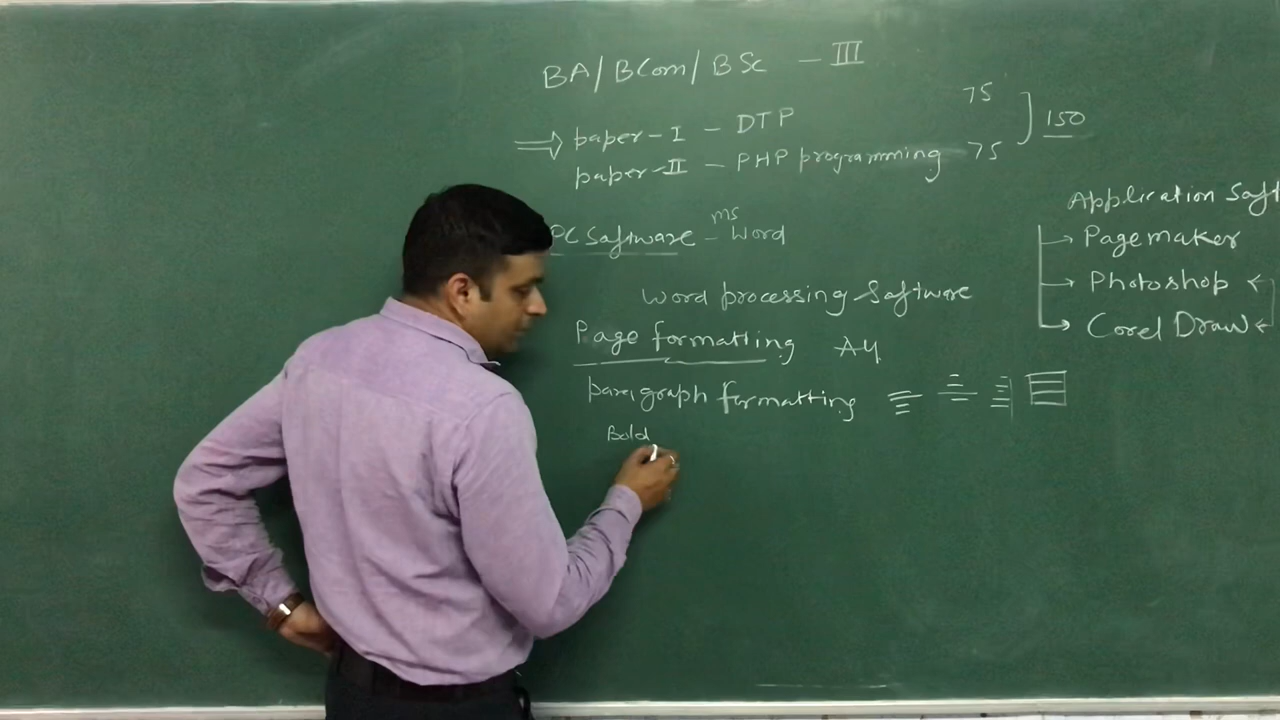 BA/BCom/BSc - III
75
⇒ paper-I - DTP
] 150
paper-II - PHP programming 75
Application Soft
PC Software - MS Word
→ Pagemaker
Word processing Software
→ Photoshop ←
→ Corel Draw ←
Page formatting A4
paragraph formatting
Bold